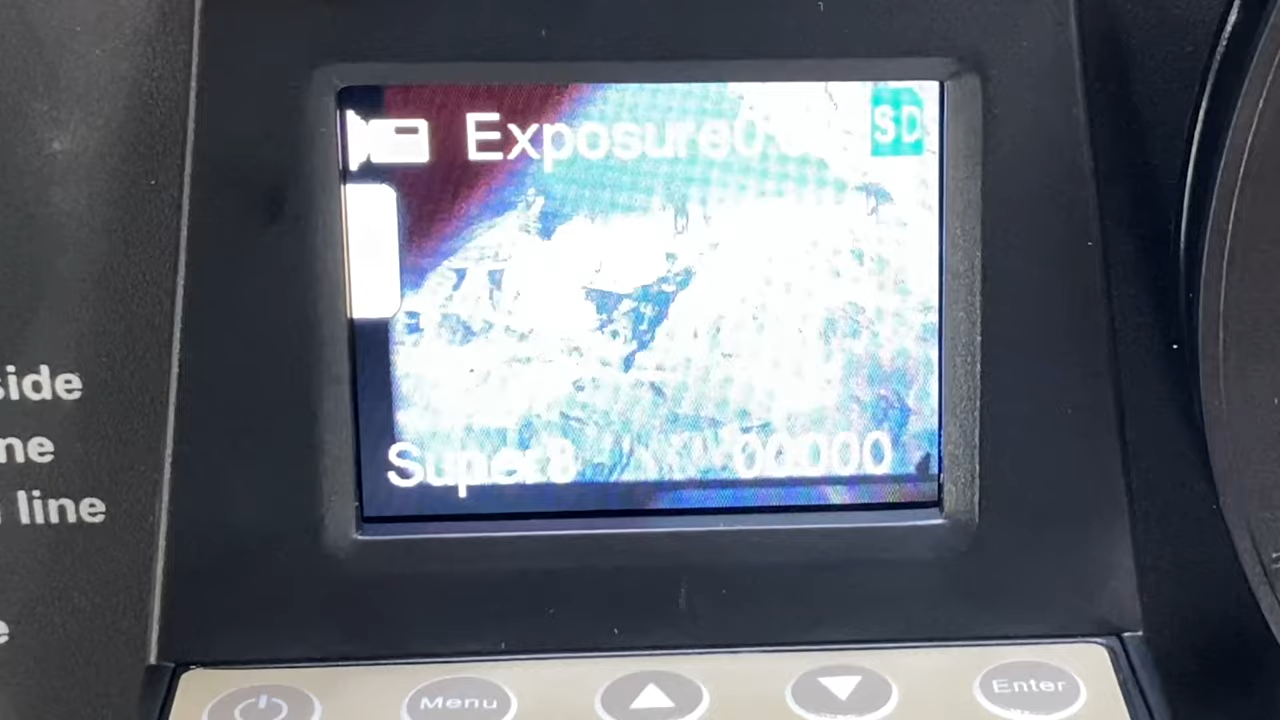 Exposure0.
SD
Super8
00000
side
ne
line
e
Menu
Enter